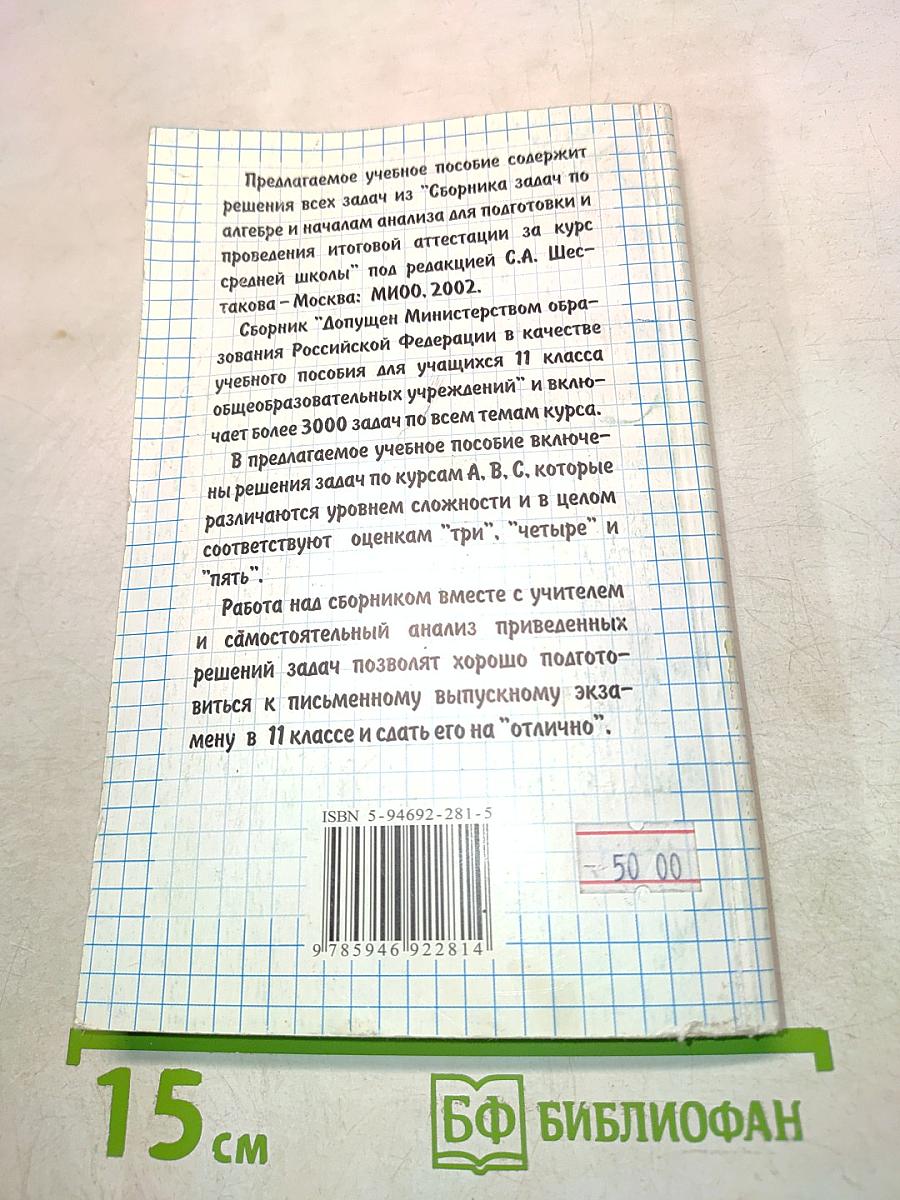 Предлагаемое учебное пособие содержит
решения всех задач из "Сборника задач по
алгебре и началам анализа для подготовки и
проведения итоговой аттестации за курс
средней школы" под редакцией С.А. Шес-
такова – Москва: МИОО, 2002.
Сборник "Допущен Министерством обра-
зования Российской Федерации в качестве
учебного пособия для учащихся 11 класса
общеобразовательных учреждений" и вклю-
чает более 3000 задач по всем темам курса.
В предлагаемое учебное пособие включе-
ны решения задач по курсам А, В, С, которые
различаются уровнем сложности и в целом
соответствуют оценкам "три", "четыре" и
"пять".
Работа над сборником вместе с учителем
и самостоятельный анализ приведенных
решений задач позволят хорошо подгото-
виться к письменному выпускному экза-
мену в 11 классе и сдать его на "отлично".
ISBN 5-94692-281-5
9 785946 922814
- 50 00
15 см
БФ БИБЛИОФАН